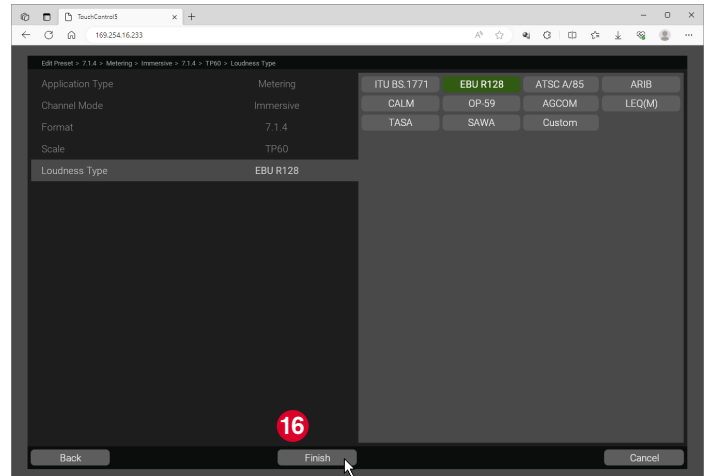 TouchControl5
169.254.16.233
Edit Preset > 7.1.4 > Metering > Immersive > 7.1.4 > TP60 > Loudness Type
Application Type Metering
Channel Mode Immersive
Format 7.1.4
Scale TP60
Loudness Type EBU R128
ITU BS.1771 EBU R128 ATSC A/85 ARIB
CALM OP-59 AGCOM LEQ(M)
TASA SAWA Custom
16
Back Finish Cancel